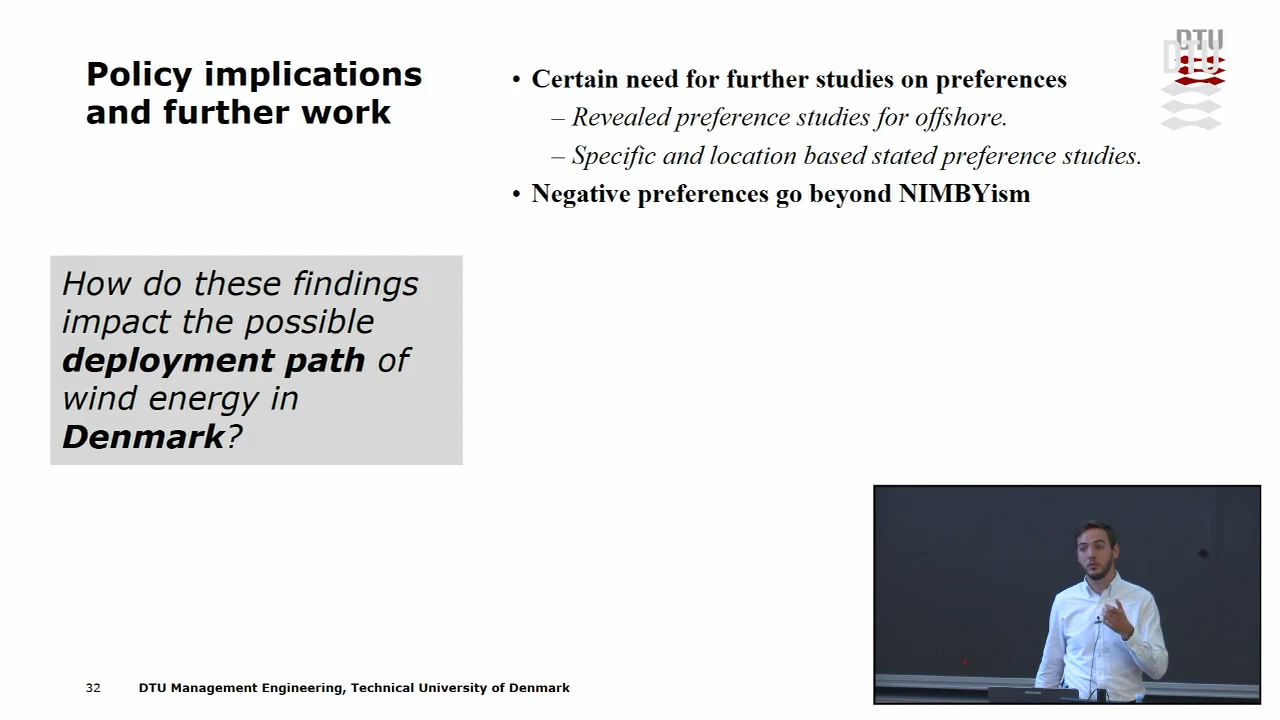 Policy implications
and further work
DTU
DTU
• Certain need for further studies on preferences
– Revealed preference studies for offshore.
– Specific and location based stated preference studies.
• Negative preferences go beyond NIMBYism
How do these findings
impact the possible
deployment path of
wind energy in
Denmark?
32 DTU Management Engineering, Technical University of Denmark